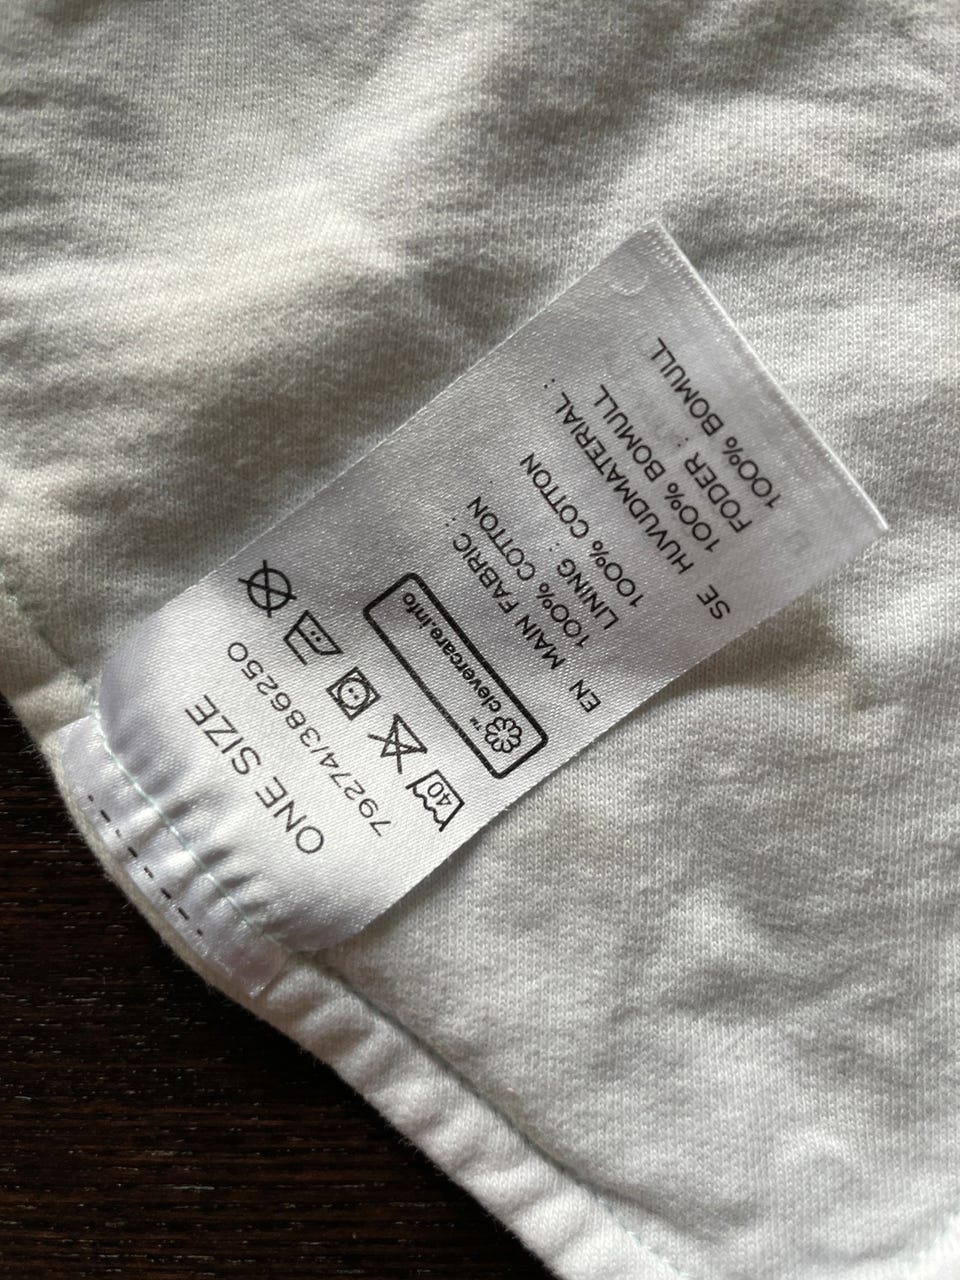 ONE SIZE
79274/386250
40
™ clevercare.info
EN MAIN FABRIC :
100% COTTON
LINING :
100% COTTON
SE HUVUDMATERIAL :
100% BOMULL
FODER :
100% BOMULL